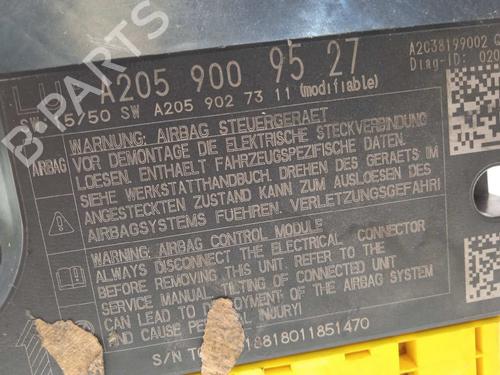 A205 900 95 27
A2C38199002
SW 15/50 SW A205 902 73 11 (modifiable)
Diag-ID: 020
WARNUNG: AIRBAG STEUERGERAET
VOR DEMONTAGE DIE ELEKTRISCHE STECKVERBINDUNG
AIRBAG
LOESEN. ENTHAELT FAHRZEUGSPEZIFISCHE DATEN.
SIEHE WERKSTATTHANDBUCH. DREHEN DES GERAETS IM
ANGESTECKTEN ZUSTAND KANN ZUM AUSLOESEN DES
AIRBAGSYSTEMS FUEHREN. VERLETZUNGSGEFAHR!
WARNING: AIRBAG CONTROL MODULE
ALWAYS DISCONNECT THE ELECTRICAL CONNECTOR
BEFORE REMOVING THIS UNIT. REFER TO THE
SERVICE MANUAL. TILTING OF CONNECTED UNIT
CAN LEAD TO DEPLOYMENT OF THE AIRBAG SYSTEM
AND CAUSE PERSONAL INJURY!
S/N 18818011851470
B-Parts